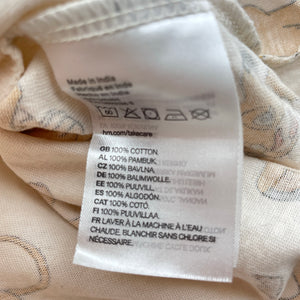 Made in India
Fabriqué en Inde
hm.com/takecare
GB 100% COTTON.
AL 100% PAMBUK.
CZ 100% BAVLNA.
DE 100% BAUMWOLLE.
EE 100% PUUVILL.
ES 100% ALGODÓN.
CAT 100% COTÓ.
FI 100% PUUVILLAA.
FR LAVER À LA MACHINE À L'EAU
CHAUDE, BLANCHIR SANS CHLORE SI
NÉCESSAIRE.